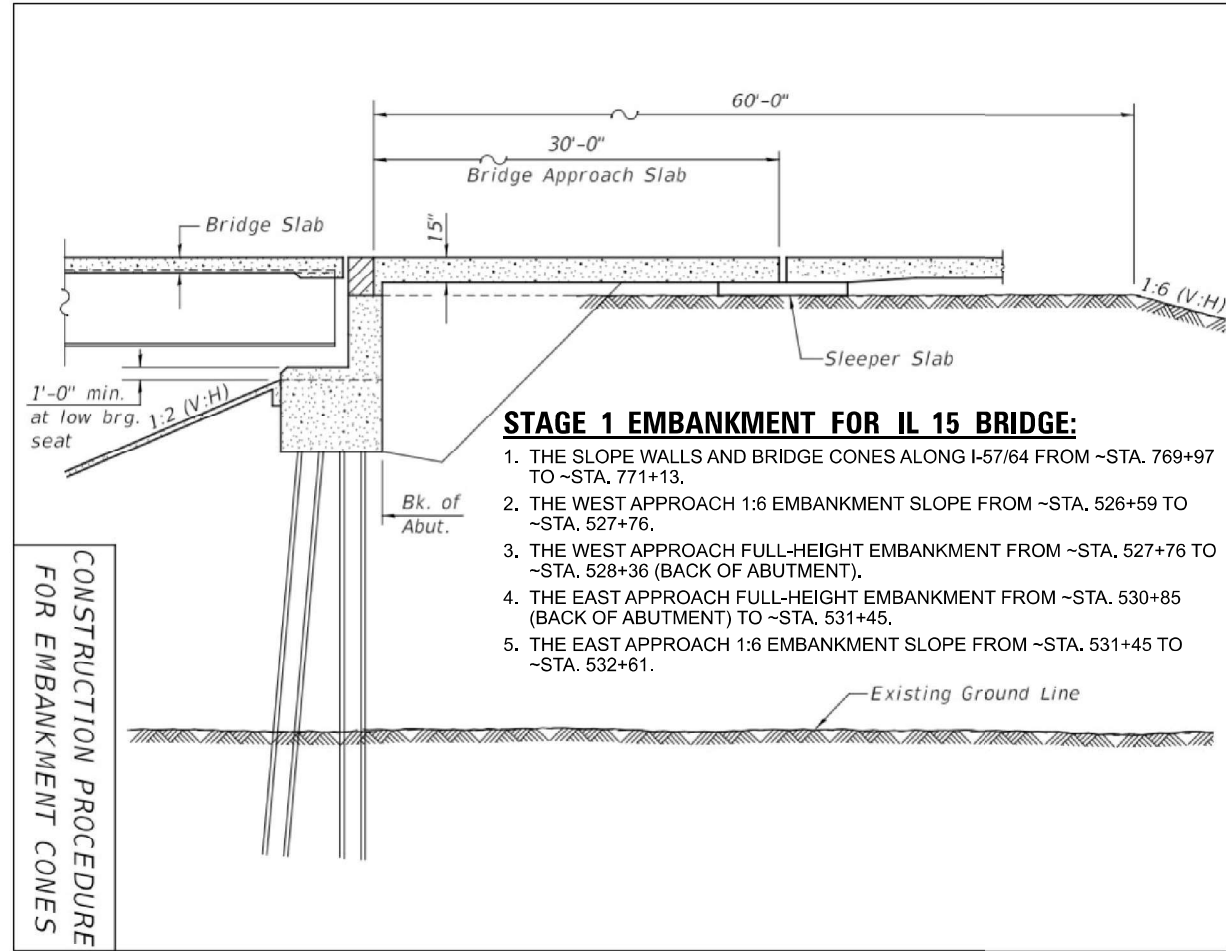 60'-0"
30'-0"
Bridge Approach Slab
Bridge Slab
15"
1:6 (V:H)
Sleeper Slab
1'-0" min.
at low brg.
seat
1:2 (V:H)
STAGE 1 EMBANKMENT FOR IL 15 BRIDGE:
1. THE SLOPE WALLS AND BRIDGE CONES ALONG I-57/64 FROM ~STA. 769+97
TO ~STA. 771+13.
2. THE WEST APPROACH 1:6 EMBANKMENT SLOPE FROM ~STA. 526+59 TO
~STA. 527+76.
3. THE WEST APPROACH FULL-HEIGHT EMBANKMENT FROM ~STA. 527+76 TO
~STA. 528+36 (BACK OF ABUTMENT).
4. THE EAST APPROACH FULL-HEIGHT EMBANKMENT FROM ~STA. 530+85
(BACK OF ABUTMENT) TO ~STA. 531+45.
5. THE EAST APPROACH 1:6 EMBANKMENT SLOPE FROM ~STA. 531+45 TO
~STA. 532+61.
Bk. of
Abut.
Existing Ground Line
CONSTRUCTION PROCEDURE
FOR EMBANKMENT CONES